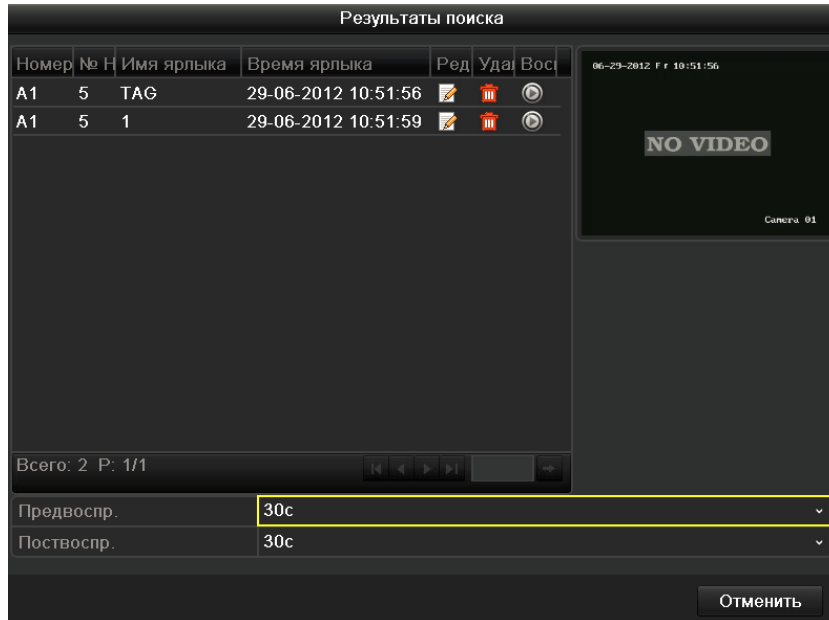 Результаты поиска
Номер № Н Имя ярлыка Время ярлыка Ред Уда Вос
A1 5 TAG 29-06-2012 10:51:56
A1 5 1 29-06-2012 10:51:59
06-29-2012 Fr 10:51:56
NO VIDEO
Camera 01
Всего: 2 P: 1/1
Предвоспр. 30с
Поствоспр. 30с
Отменить